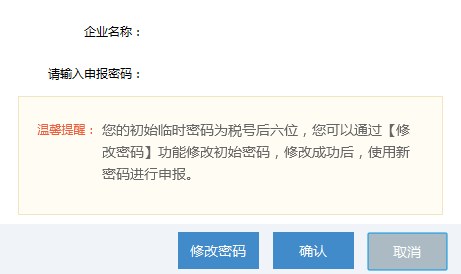 企业名称：
请输入申报密码：
温馨提醒： 您的初始临时密码为税号后六位，您可以通过【修
改密码】功能修改初始密码，修改成功后，使用新
密码进行申报。
修改密码 确认 取消